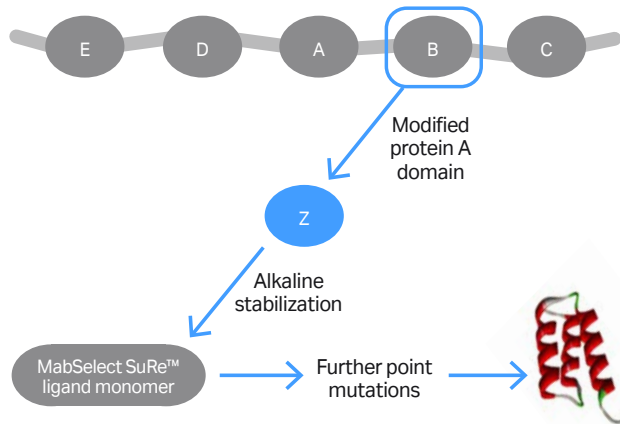 E
D
A
B
C
Modified
protein A
domain
Z
Alkaline
stabilization
MabSelect SuRe™
ligand monomer
Further point
mutations